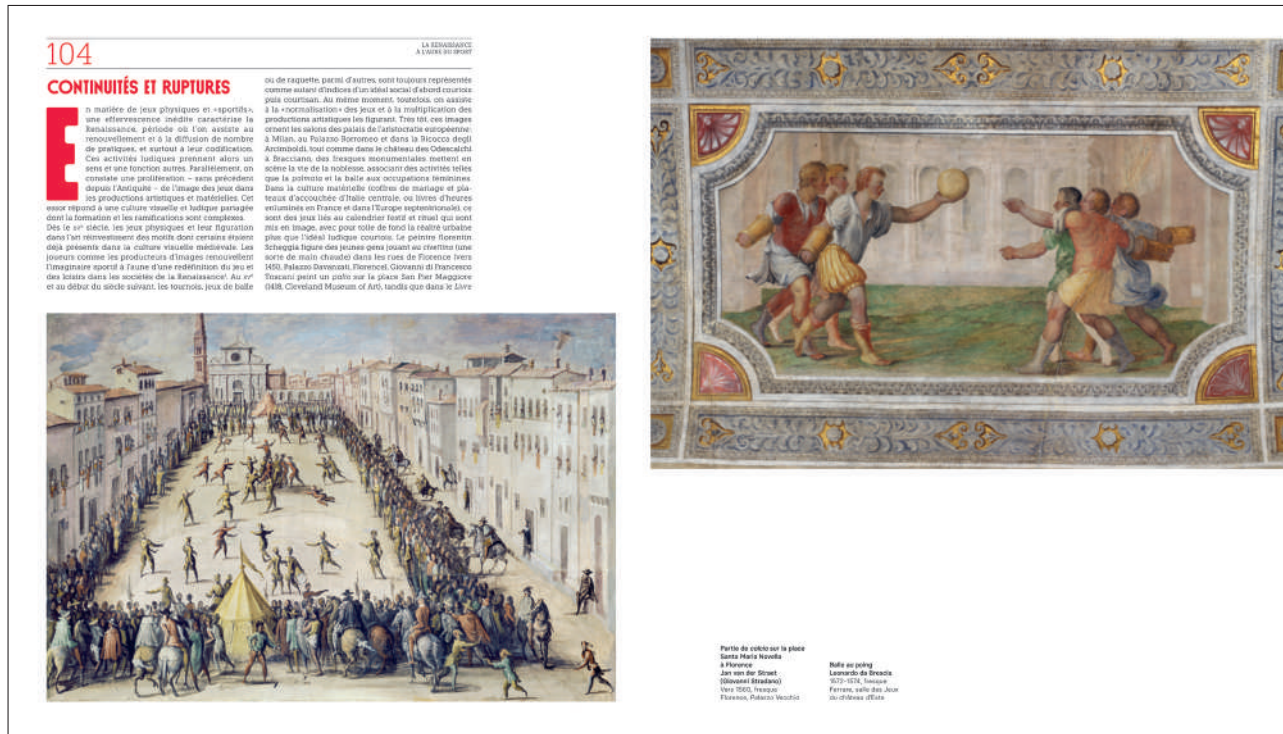 104
LA RENAISSANCE
À L'AUNE DU SPORT
CONTINUITÉS ET RUPTURES
En matière de jeux physiques et «sportifs»,
une effervescence inédite caractérise la
Renaissance, période où l'on assiste au
renouvellement et à la diffusion de nombre
de pratiques, et surtout à leur codification.
Ces activités ludiques prennent alors un
sens et une fonction autres. Parallèlement, on
constate une prolifération – sans précédent
depuis l'Antiquité – de l'image des jeux dans
les productions artistiques et matérielles. Cet
essor répond à une culture visuelle et ludique partagée
dont la formation et les ramifications sont complexes.
Dès le XVe siècle, les jeux physiques et leur figuration
dans l'art réinvestissent des motifs dont certains étaient
déjà présents dans la culture visuelle médiévale. Les
joueurs comme les producteurs d'images renouvellent
l'imaginaire sportif à l'aune d'une redéfinition du jeu et
des loisirs dans les sociétés de la Renaissance¹. Au XVe
et au début du siècle suivant, les tournois, jeux de balle
ou de raquette, parmi d'autres, sont toujours représentés
comme autant d'indices d'un idéal social d'abord courtois
puis courtisan. Au même moment, toutefois, on assiste
à la «normalisation» des jeux et à la multiplication des
productions artistiques les figurant. Très tôt, ces images
ornent les salons des palais de l'aristocratie européenne:
à Milan, au Palazzo Borromeo et dans la Bicocca degli
Arcimboldi, tout comme dans le château des Odescalchi
à Bracciano, des fresques monumentales mettent en
scène la vie de la noblesse, associant des activités telles
que la palmata et la balle aux occupations féminines.
Dans la culture matérielle (coffres de mariage et pla-
teaux d'accouchée d'Italie centrale, ou livres d'heures
enluminés en France et dans l'Europe septentrionale), ce
sont des jeux liés au calendrier festif et rituel qui sont
mis en image, avec pour toile de fond la réalité urbaine
plus que l'idéal ludique courtois. Le peintre florentin
Scheggia figure des jeunes gens jouant au civettino (une
sorte de main chaude) dans les rues de Florence (vers
1450, Palazzo Davanzati, Florence), Giovanni di Francesco
Toscani peint un palio sur la place San Pier Maggiore
(1418, Cleveland Museum of Art), tandis que dans le Livre
Partie de calcio sur la place
Santa Maria Novella
à Florence
Jan van der Straet
(Giovanni Stradano)
Vers 1560, fresque
Florence, Palazzo Vecchio
Balle au poing
Leonardo da Brescia
1572-1574, fresque
Ferrare, salle des Jeux
du château d'Este